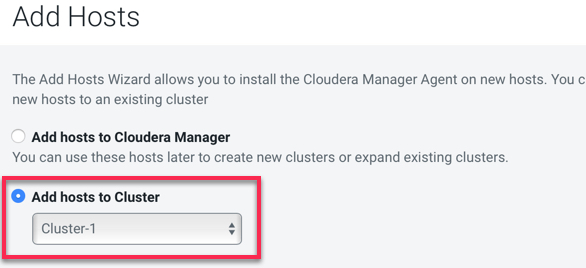 Add Hosts
The Add Hosts Wizard allows you to install the Cloudera Manager Agent on new hosts. You c
new hosts to an existing cluster
Add hosts to Cloudera Manager
You can use these hosts later to create new clusters or expand existing clusters.
Add hosts to Cluster
Cluster-1